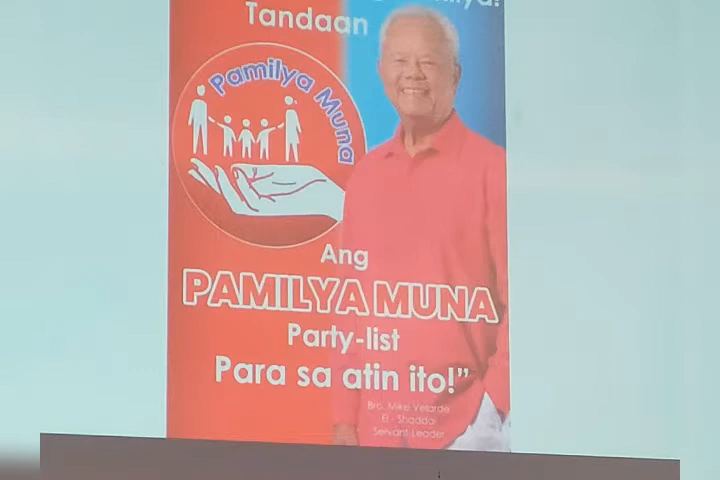 Tandaan
Pamilya Muna
Ang
PAMILYA MUNA
Party-list
Para sa atin ito!”
Bro. Mike Velarde
El - Shaddai
Servant Leader